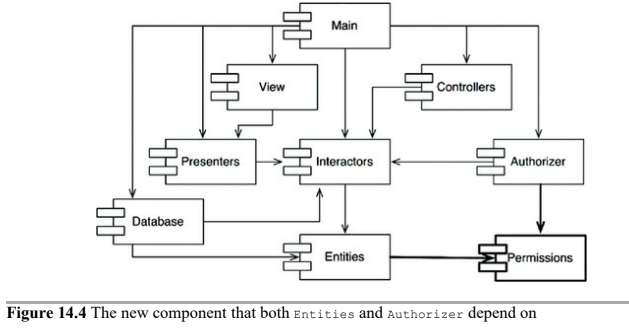 Main
View
Controllers
Presenters
Interactors
Authorizer
Database
Entities
Permissions
Figure 14.4 The new component that both Entities and Authorizer depend on